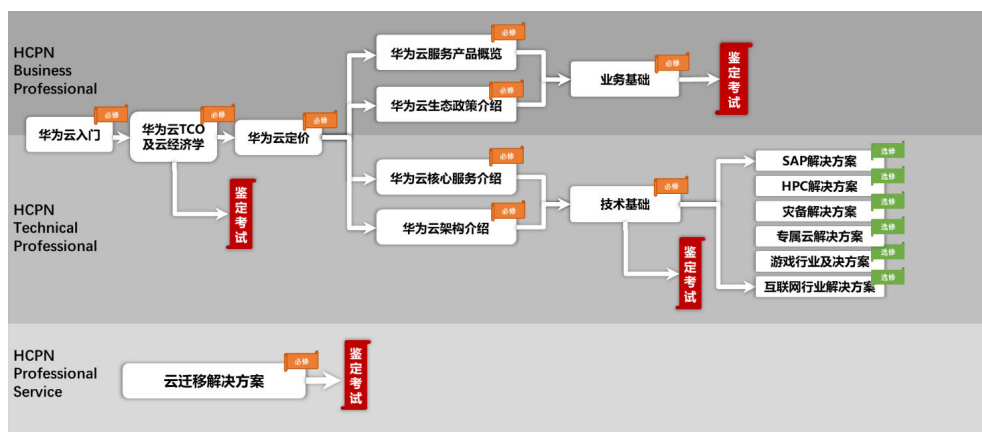 HCPN
Business
Professional
必修
华为云服务产品概览
必修
华为云生态政策介绍
必修
业务基础
鉴定考试
必修
华为云入门
必修
华为云TCO
及云经济学
必修
华为云定价
鉴定考试
HCPN
Technical
Professional
必修
华为云核心服务介绍
必修
华为云架构介绍
必修
技术基础
鉴定考试
选修
SAP解决方案
选修
HPC解决方案
选修
灾备解决方案
选修
专属云解决方案
选修
游戏行业及决方案
选修
互联网行业解决方案
HCPN
Professional
Service
必修
云迁移解决方案
鉴定考试